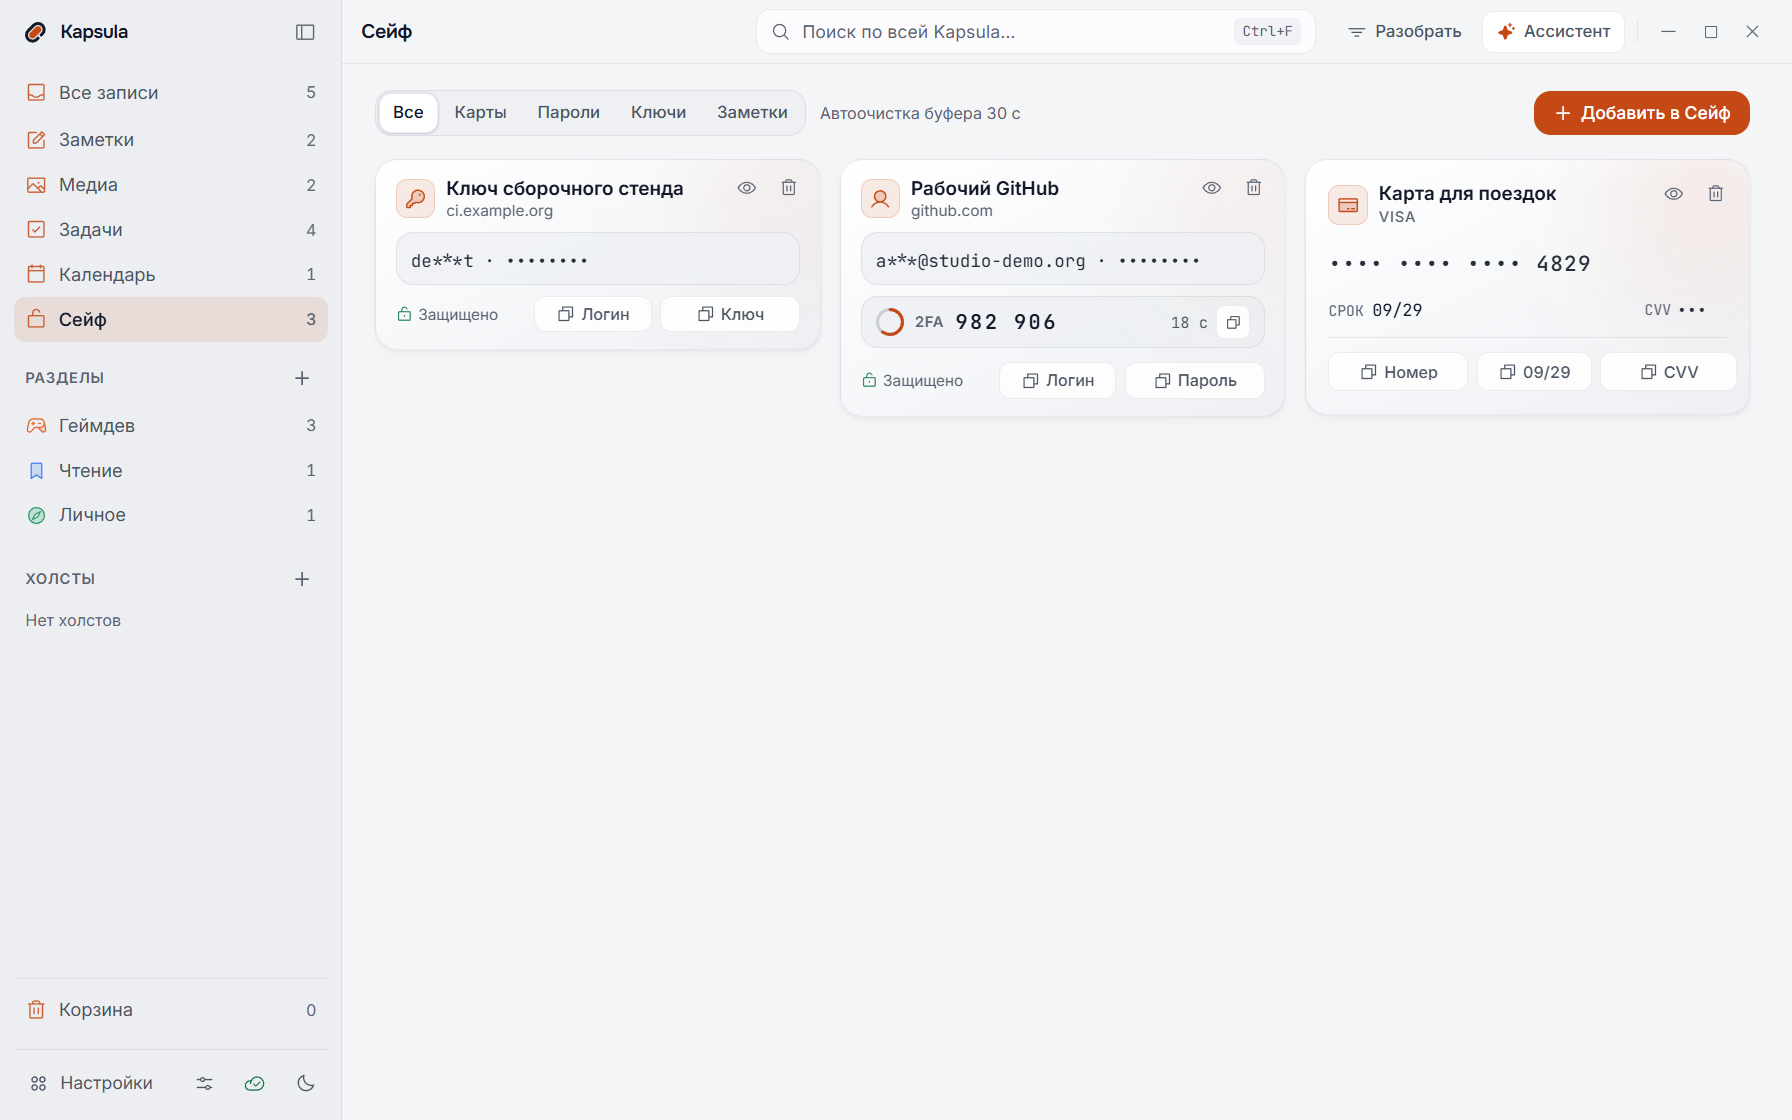 Kapsula
Все записи 5
Заметки 2
Медиа 2
Задачи 4
Календарь 1
Сейф 3
РАЗДЕЛЫ
Геймдев 3
Чтение 1
Личное 1
ХОЛСТЫ
Нет холстов
Корзина 0
Настройки
Сейф
Поиск по всей Kapsula... Ctrl+F
Разобрать
Ассистент
Все Карты Пароли Ключи Заметки
Автоочистка буфера 30 с
Добавить в Сейф
Ключ сборочного стенда
ci.example.org
de***t · ••••••••
Защищено Логин Ключ
Рабочий GitHub
github.com
a***@studio-demo.org · ••••••••
2FA 982 906 18 с
Защищено Логин Пароль
Карта для поездок
VISA
•••• •••• •••• 4829
СРОК 09/29 CVV •••
Номер 09/29 CVV